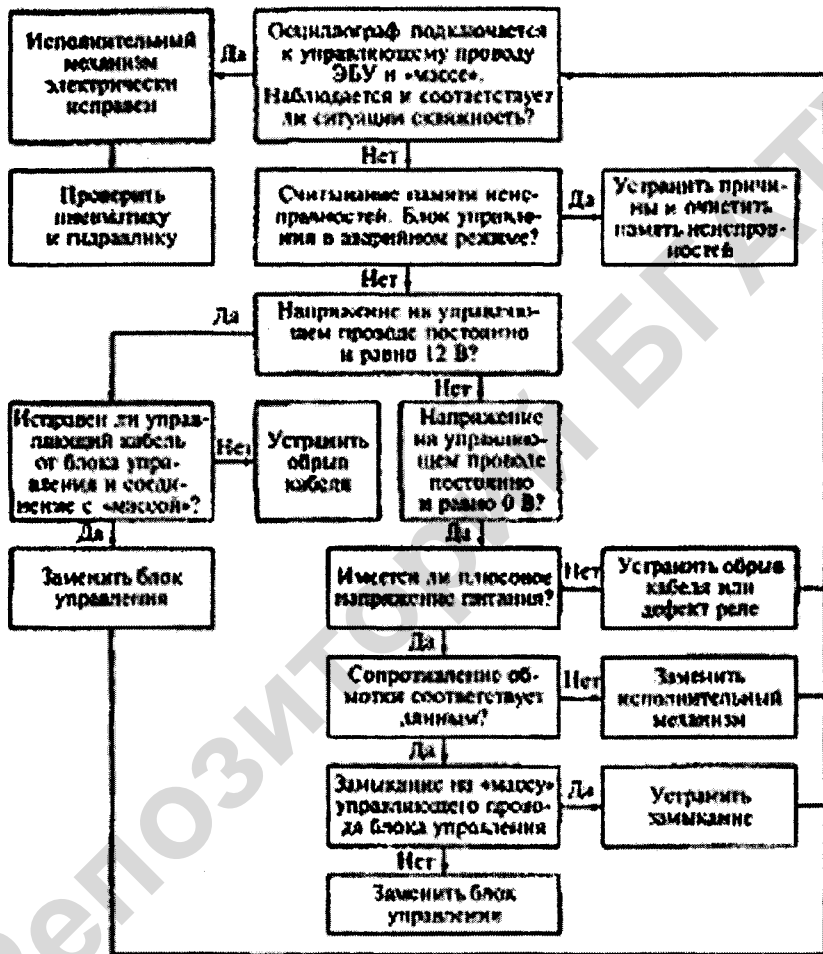 Исполнительный
механизм
электрически
исправен
Да
Осциллограф подключается
к управляющему проводу
ЭБУ и «массе».
Наблюдается и соответствует
ли ситуации скважность?
Нет
Проверить
пневматику
и гидравлику
Считывание памяти неис-
правностей. Блок управле-
ния в аварийном режиме?
Да
Устранить причи-
ны и очистить
память неисправ-
ностей
Нет
Да
Напряжение на управляю-
щем проводе постоянно
и равно 12 В?
Нет
Исправен ли управ-
ляющий кабель
от блока упра-
вления и соеди-
нение с «массой»?
Нет
Устранить
обрыв
кабеля
Напряжение
на управляю-
щем проводе
постоянно
и равно 0 В?
Да
Да
Заменить блок
управления
Имеется ли плюсовое
напряжение питания?
Нет
Устранить обрыв
кабеля или
дефект реле
Да
Сопротивление об-
мотки соответствует
данным?
Нет
Заменить
исполнительный
механизм
Да
Замыкание на «массу»
управляющего прово-
да блока управления
Да
Устранить
замыкание
Нет
Заменить блок
управления
Репозиторий БГАТ